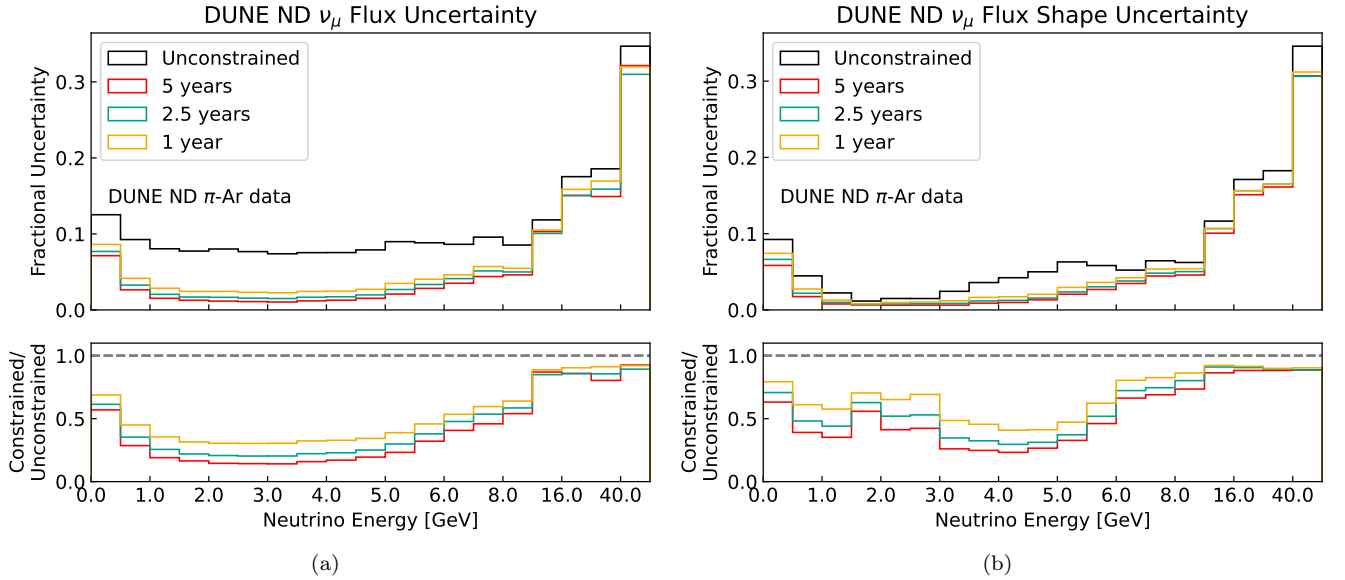 DUNE ND νμ Flux Uncertainty
Fractional Uncertainty
0.3
0.2
0.1
0.0
Unconstrained
5 years
2.5 years
1 year
DUNE ND π-Ar data
Constrained/
Unconstrained
1.0
0.5
0.0
0.0 1.0 2.0 3.0 4.0 5.0 6.0 8.0 16.0 40.0
Neutrino Energy [GeV]
(a)
DUNE ND νμ Flux Shape Uncertainty
Fractional Uncertainty
0.3
0.2
0.1
0.0
Unconstrained
5 years
2.5 years
1 year
DUNE ND π-Ar data
Constrained/
Unconstrained
1.0
0.5
0.0
0.0 1.0 2.0 3.0 4.0 5.0 6.0 8.0 16.0 40.0
Neutrino Energy [GeV]
(b)